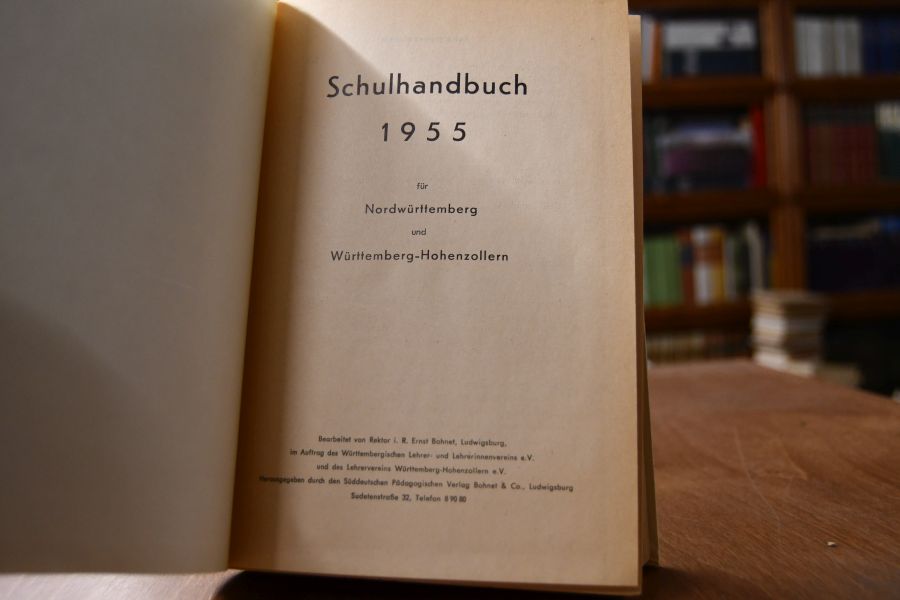 Schulhandbuch
1955
für
Nordwürttemberg
und
Württemberg-Hohenzollern
Bearbeitet von Rektor i. R. Ernst Bohnet, Ludwigsburg,
im Auftrag des Württembergischen Lehrer- und Lehrerinnenvereins e.V.
und des Lehrervereins Württemberg-Hohenzollern e.V.
Herausgegeben durch den Süddeutschen Pädagogischen Verlag Bohnet & Co., Ludwigsburg
Sudetenstraße 32, Telefon 8 90 80